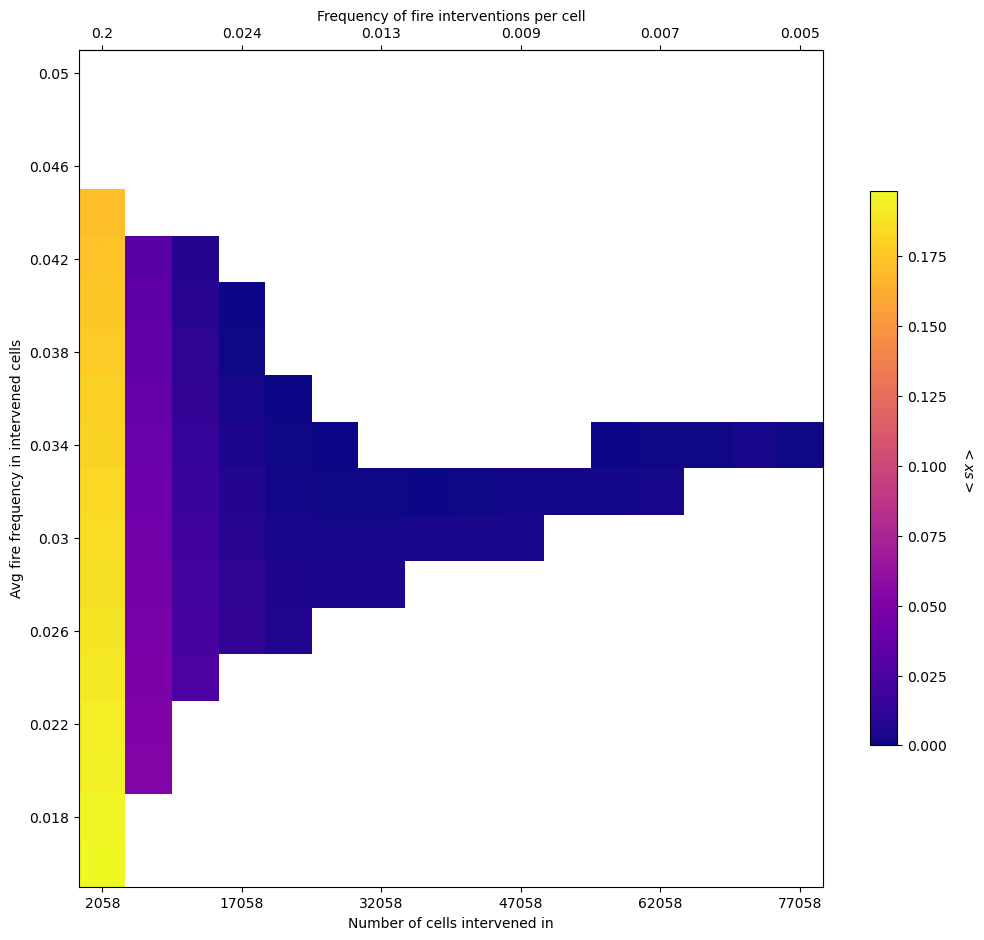 Frequency of fire interventions per cell
0.2 0.024 0.013 0.009 0.007 0.005
Avg fire frequency in intervened cells
0.05
0.046
0.042
0.038
0.034
0.03
0.026
0.022
0.018
2058 17058 32058 47058 62058 77058
Number of cells intervened in
0.175
0.150
0.125
0.100
0.075
0.050
0.025
0.000
< sx >